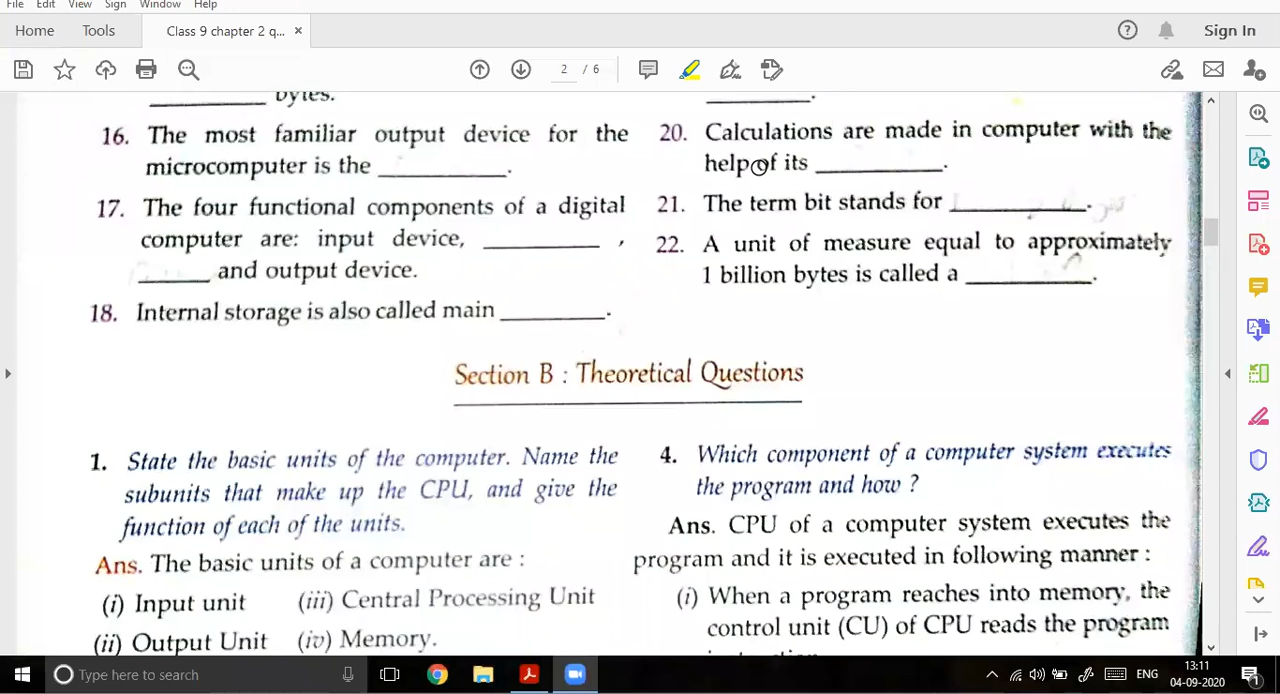 File Edit View Sign Window Help
Home Tools Class 9 chapter 2 q... × Sign In
2 / 6
_________ bytes.
16. The most familiar output device for the
microcomputer is the _________.
17. The four functional components of a digital
computer are: input device, _________ ,
______ and output device.
18. Internal storage is also called main _________.
_________.
20. Calculations are made in computer with the
help of its _________.
21. The term bit stands for _________.
22. A unit of measure equal to approximately
1 billion bytes is called a _________.
Section B : Theoretical Questions
1. State the basic units of the computer. Name the
subunits that make up the CPU, and give the
function of each of the units.
Ans. The basic units of a computer are :
(i) Input unit (iii) Central Processing Unit
(ii) Output Unit (iv) Memory.
4. Which component of a computer system executes
the program and how ?
Ans. CPU of a computer system executes the
program and it is executed in following manner :
(i) When a program reaches into memory, the
control unit (CU) of CPU reads the program
Type here to search
ENG
13:11
04-09-2020
1